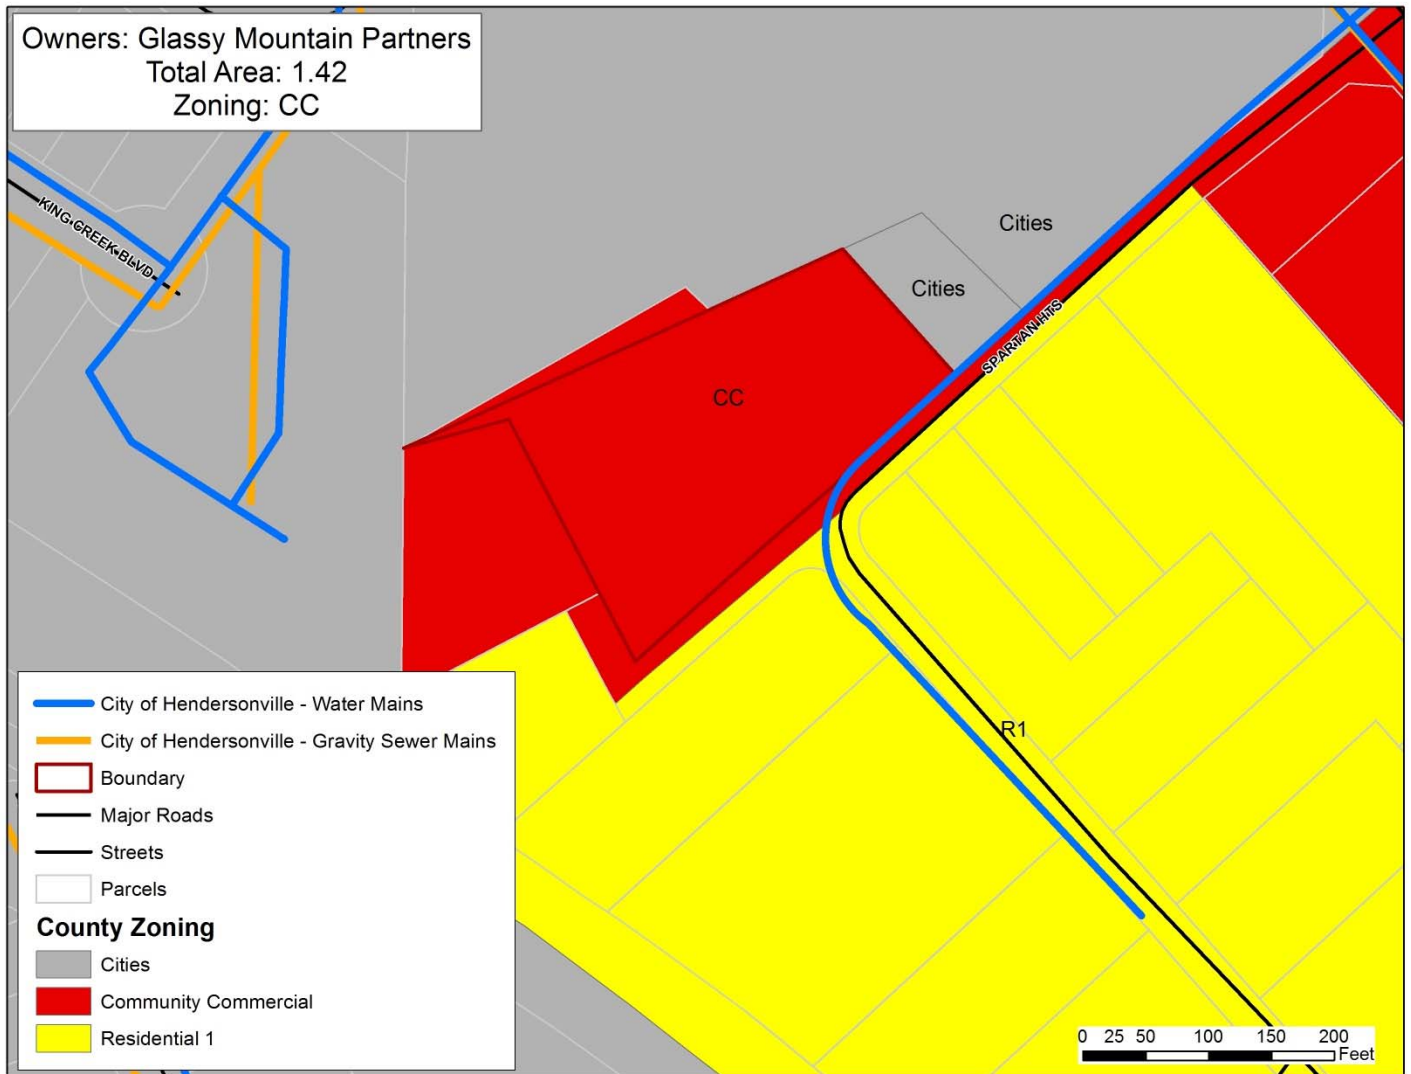 Owners: Glassy Mountain Partners
Total Area: 1.42
Zoning: CC
KING CREEK BLVD
Cities
Cities
SPARTAN HTS
CC
R1
City of Hendersonville - Water Mains
City of Hendersonville - Gravity Sewer Mains
Boundary
Major Roads
Streets
Parcels
County Zoning
Cities
Community Commercial
Residential 1
0 25 50 100 150 200
Feet